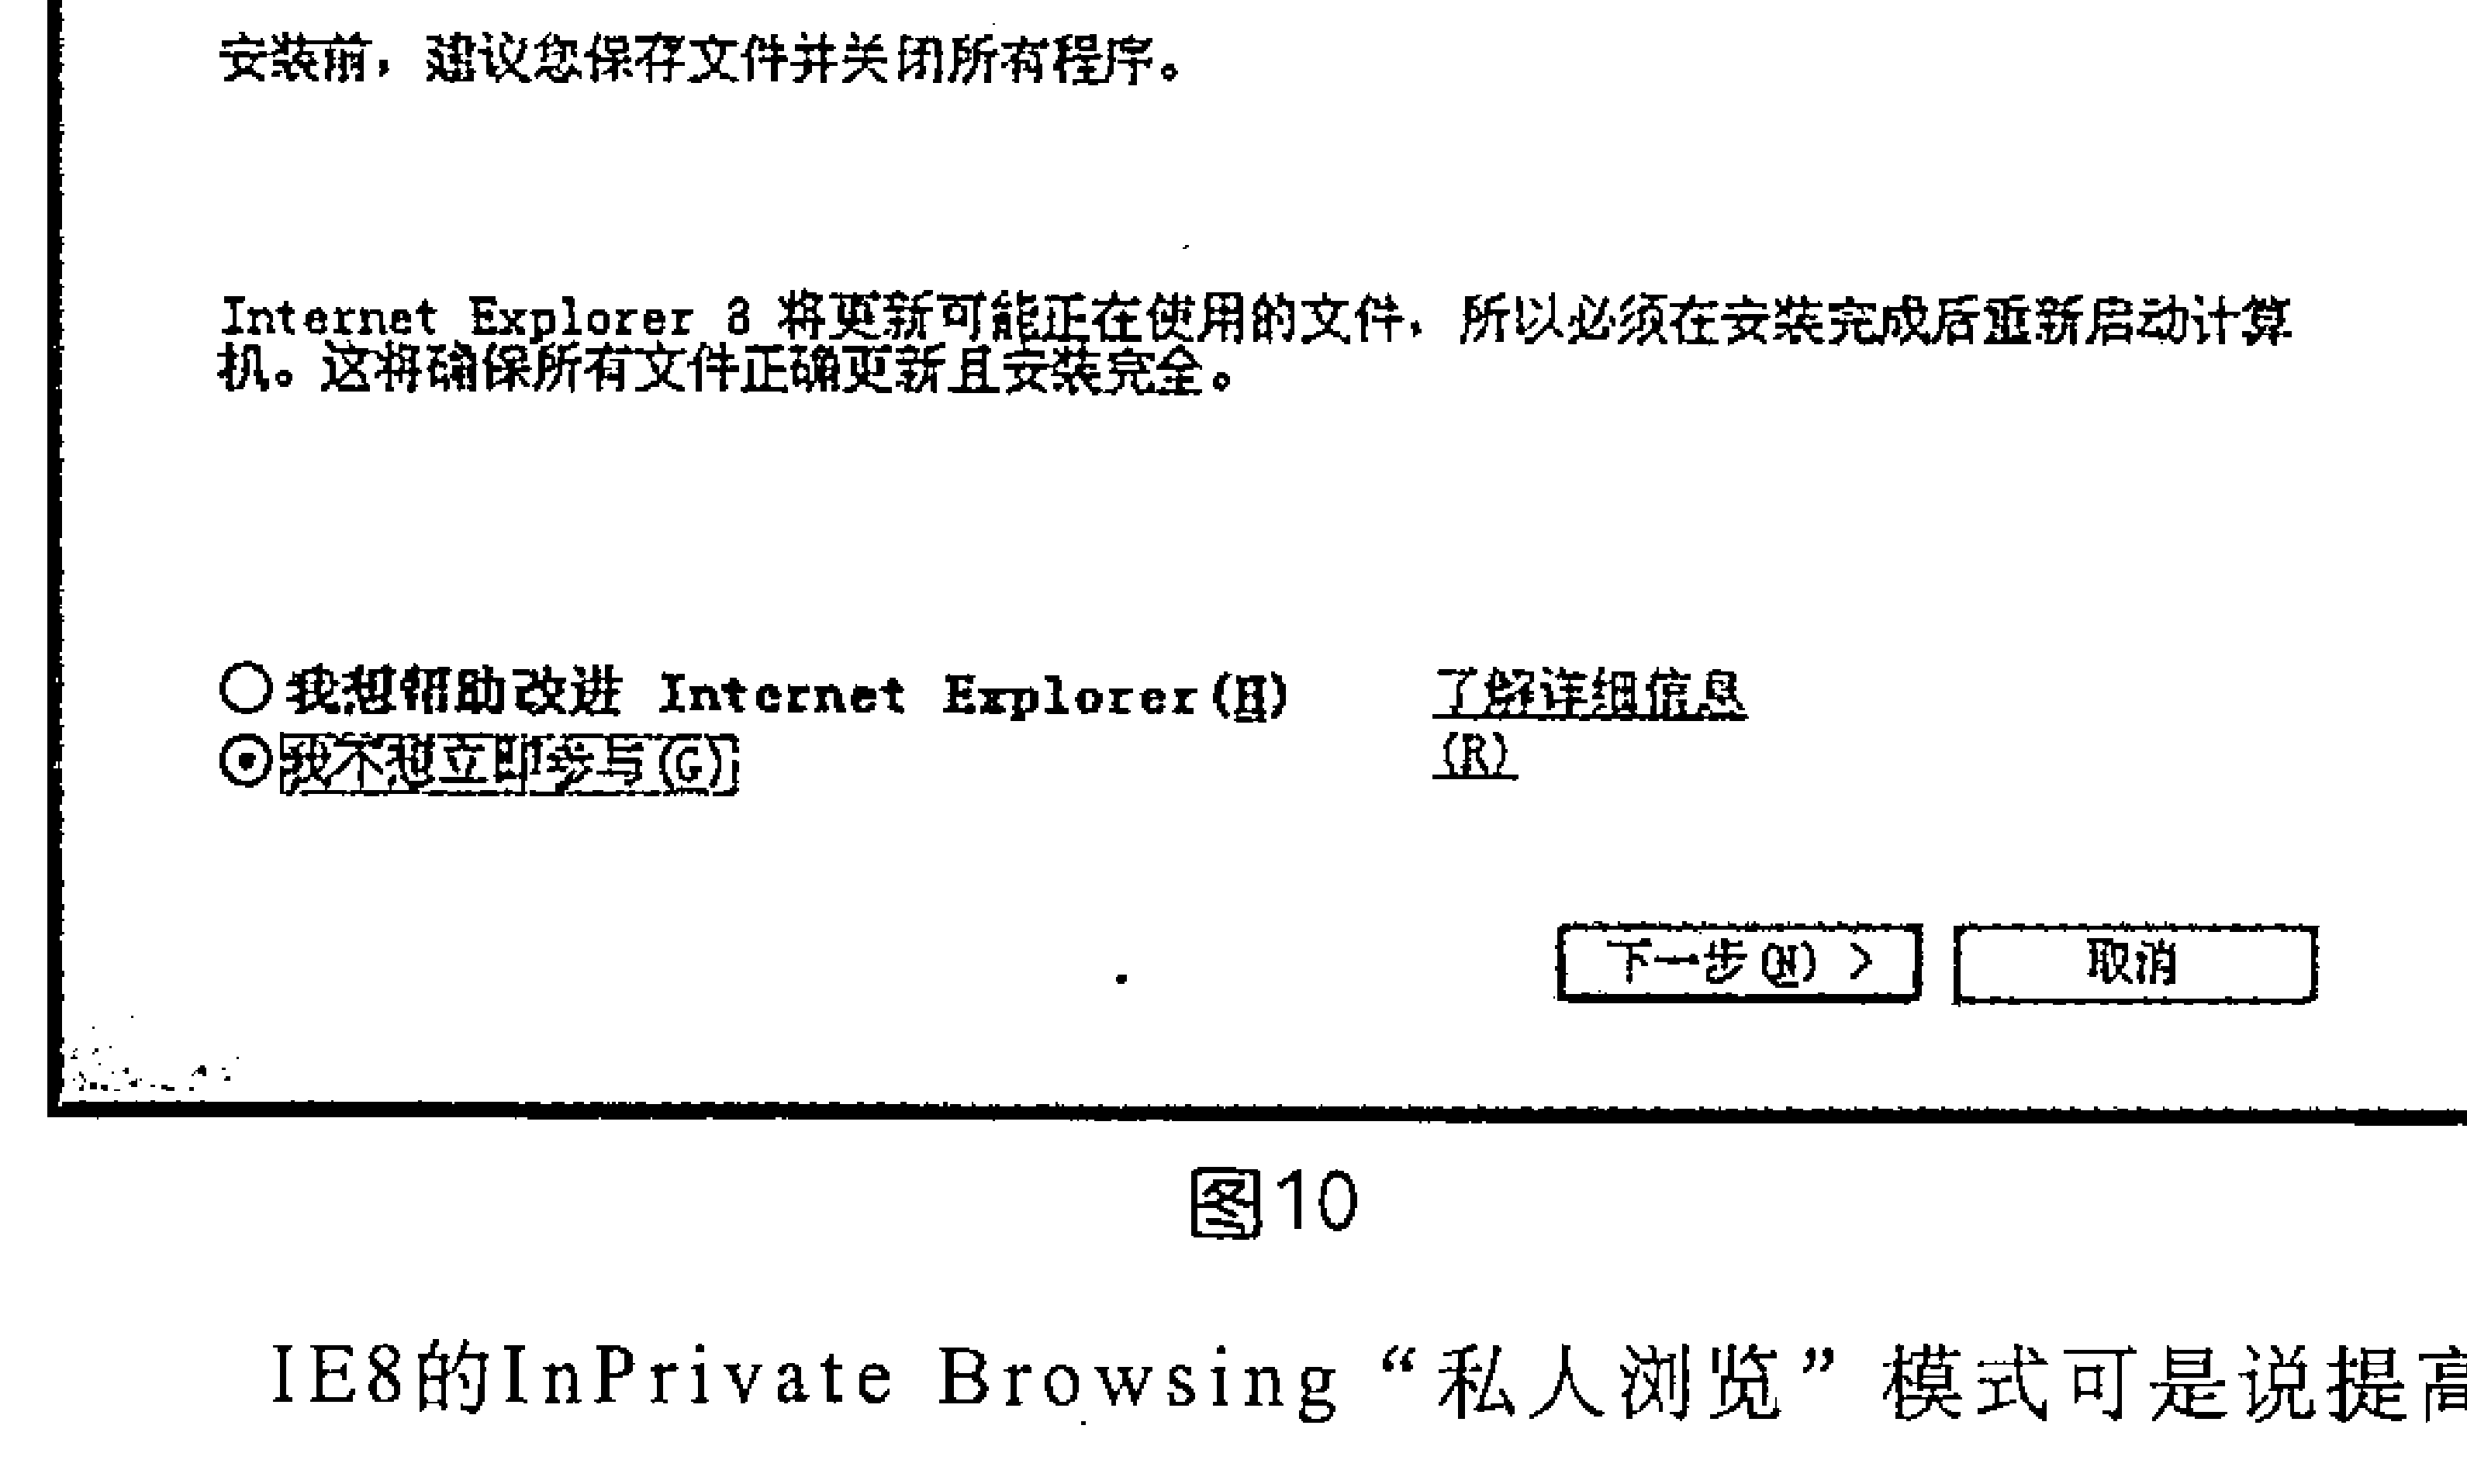 安装前，建议您保存文件并关闭所有程序。
Internet Explorer 8 将更新可能正在使用的文件，所以必须在安装完成后重新启动计算
机。这将确保所有文件正确更新且安装完全。
我想帮助改进 Internet Explorer(H)
我不想立即参与(G)
了解详细信息
(R)
下一步(N) >
取消
图10
IE8的InPrivate Browsing“私人浏览”模式可是说提高